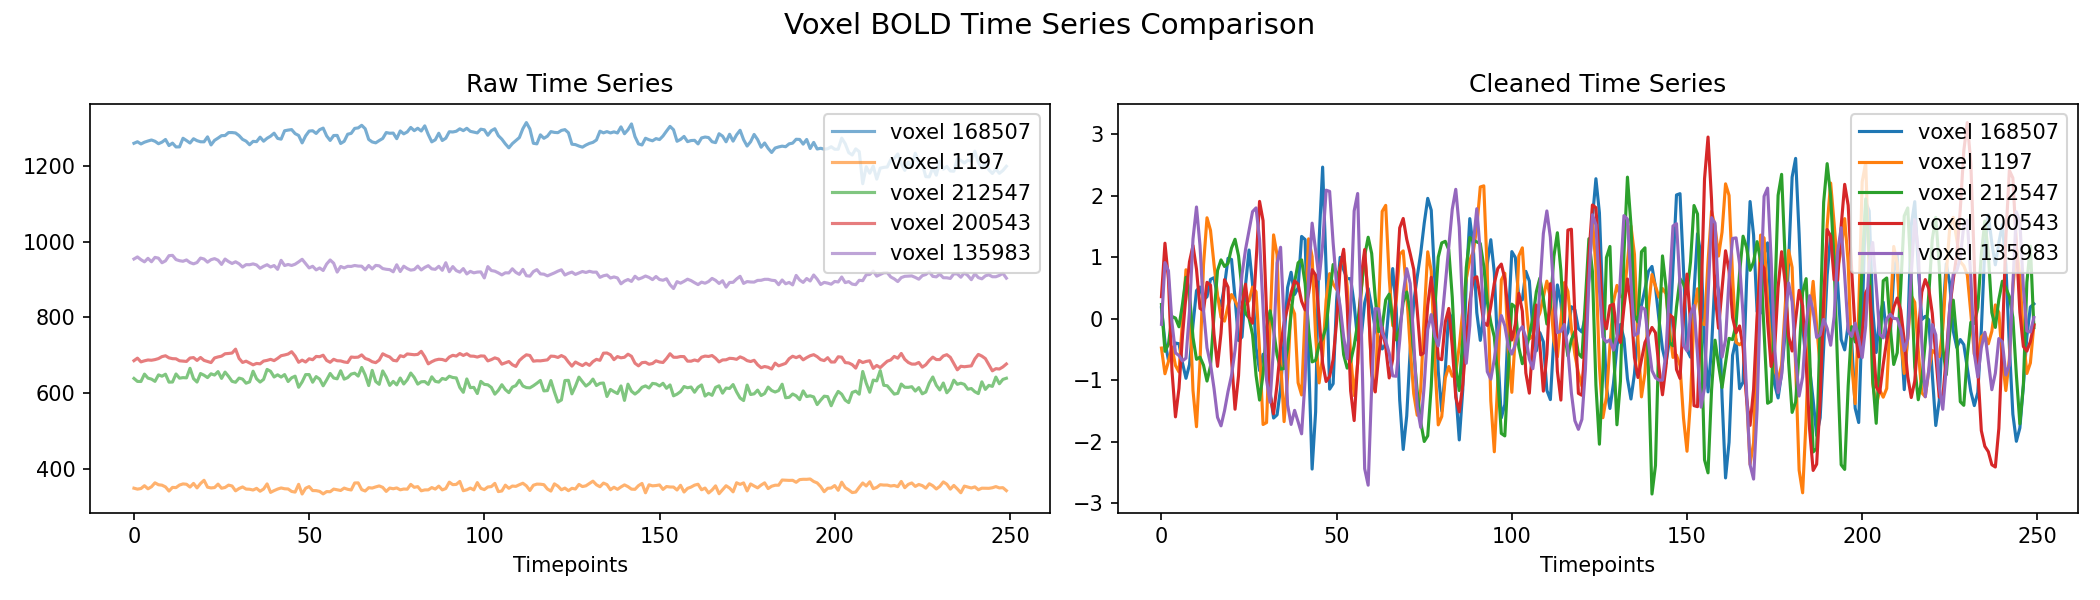 Voxel BOLD Time Series Comparison
Raw Time Series
1200
1000
800
600
400
0 50 100 150 200 250
Timepoints
voxel 168507
voxel 1197
voxel 212547
voxel 200543
voxel 135983
Cleaned Time Series
3
2
1
0
−1
−2
−3
0 50 100 150 200 250
Timepoints
voxel 168507
voxel 1197
voxel 212547
voxel 200543
voxel 135983